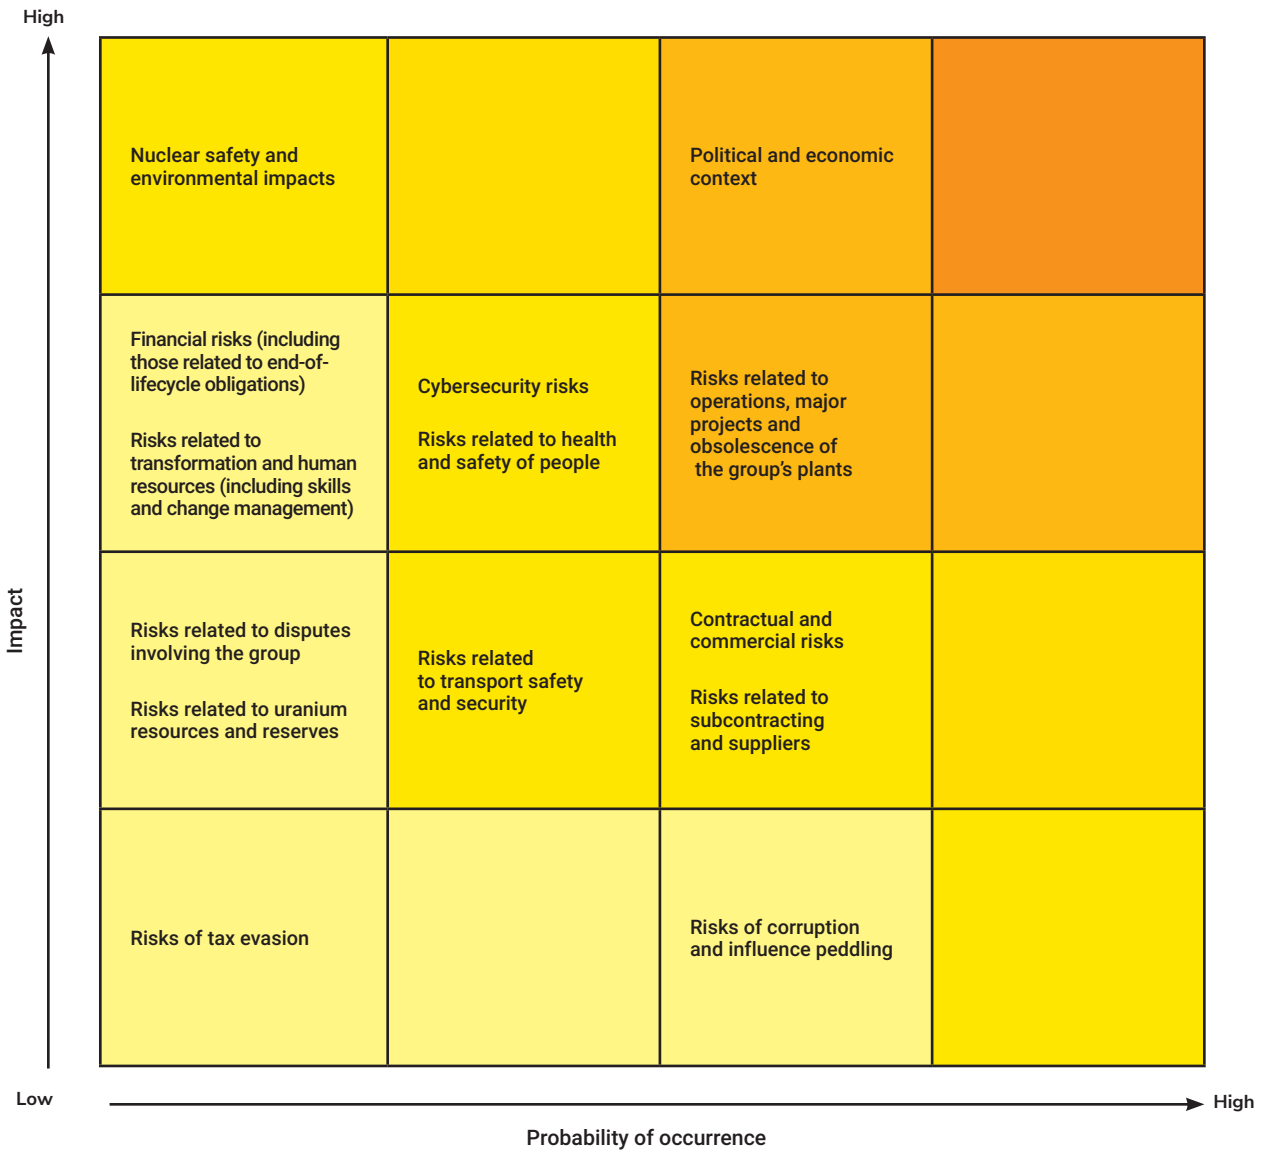 High
Nuclear safety and
environmental impacts
Political and economic
context
Financial risks (including
those related to end-of-
lifecycle obligations)
Risks related to
transformation and human
resources (including skills
and change management)
Cybersecurity risks
Risks related to health
and safety of people
Risks related to
operations, major
projects and
obsolescence of
the group's plants
Impact
Risks related to disputes
involving the group
Risks related to uranium
resources and reserves
Risks related
to transport safety
and security
Contractual and
commercial risks
Risks related to
subcontracting
and suppliers
Risks of tax evasion
Risks of corruption
and influence peddling
Low
High
Probability of occurrence